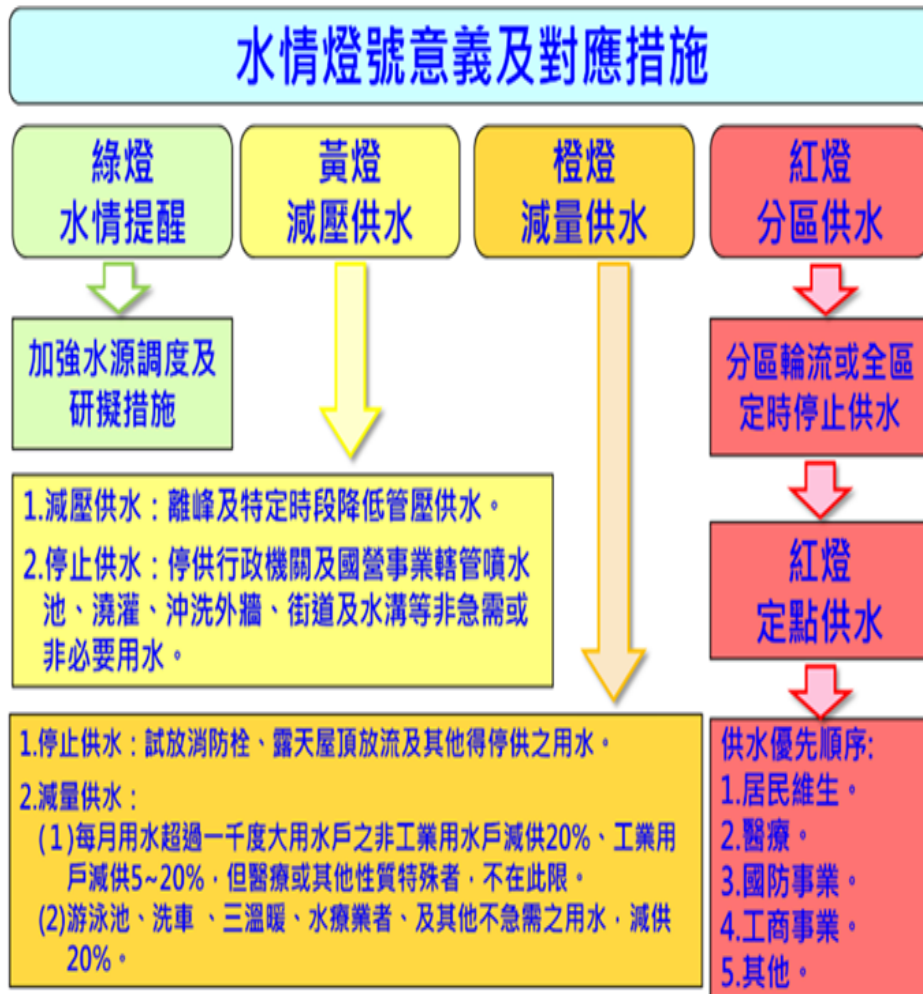 水情燈號意義及對應措施
綠燈
水情提醒
黃燈
減壓供水
橙燈
減量供水
紅燈
分區供水
加強水源調度及
研擬措施
分區輪流或全區
定時停止供水
1.減壓供水：離峰及特定時段降低管壓供水。
2.停止供水：停供行政機關及國營事業轄管噴水
池、澆灌、沖洗外牆、街道及水溝等非急需或
非必要用水。
紅燈
定點供水
1.停止供水：試放消防栓、露天屋頂放流及其他得停供之用水。
2.減量供水：
(1)每月用水超過一千度大用水戶之非工業用水戶減供20%、工業用
戶減供5~20%，但醫療或其他性質特殊者，不在此限。
(2)游泳池、洗車 、三溫暖、水療業者、及其他不急需之用水，減供
20%。
供水優先順序:
1.居民維生。
2.醫療。
3.國防事業。
4.工商事業。
5.其他。